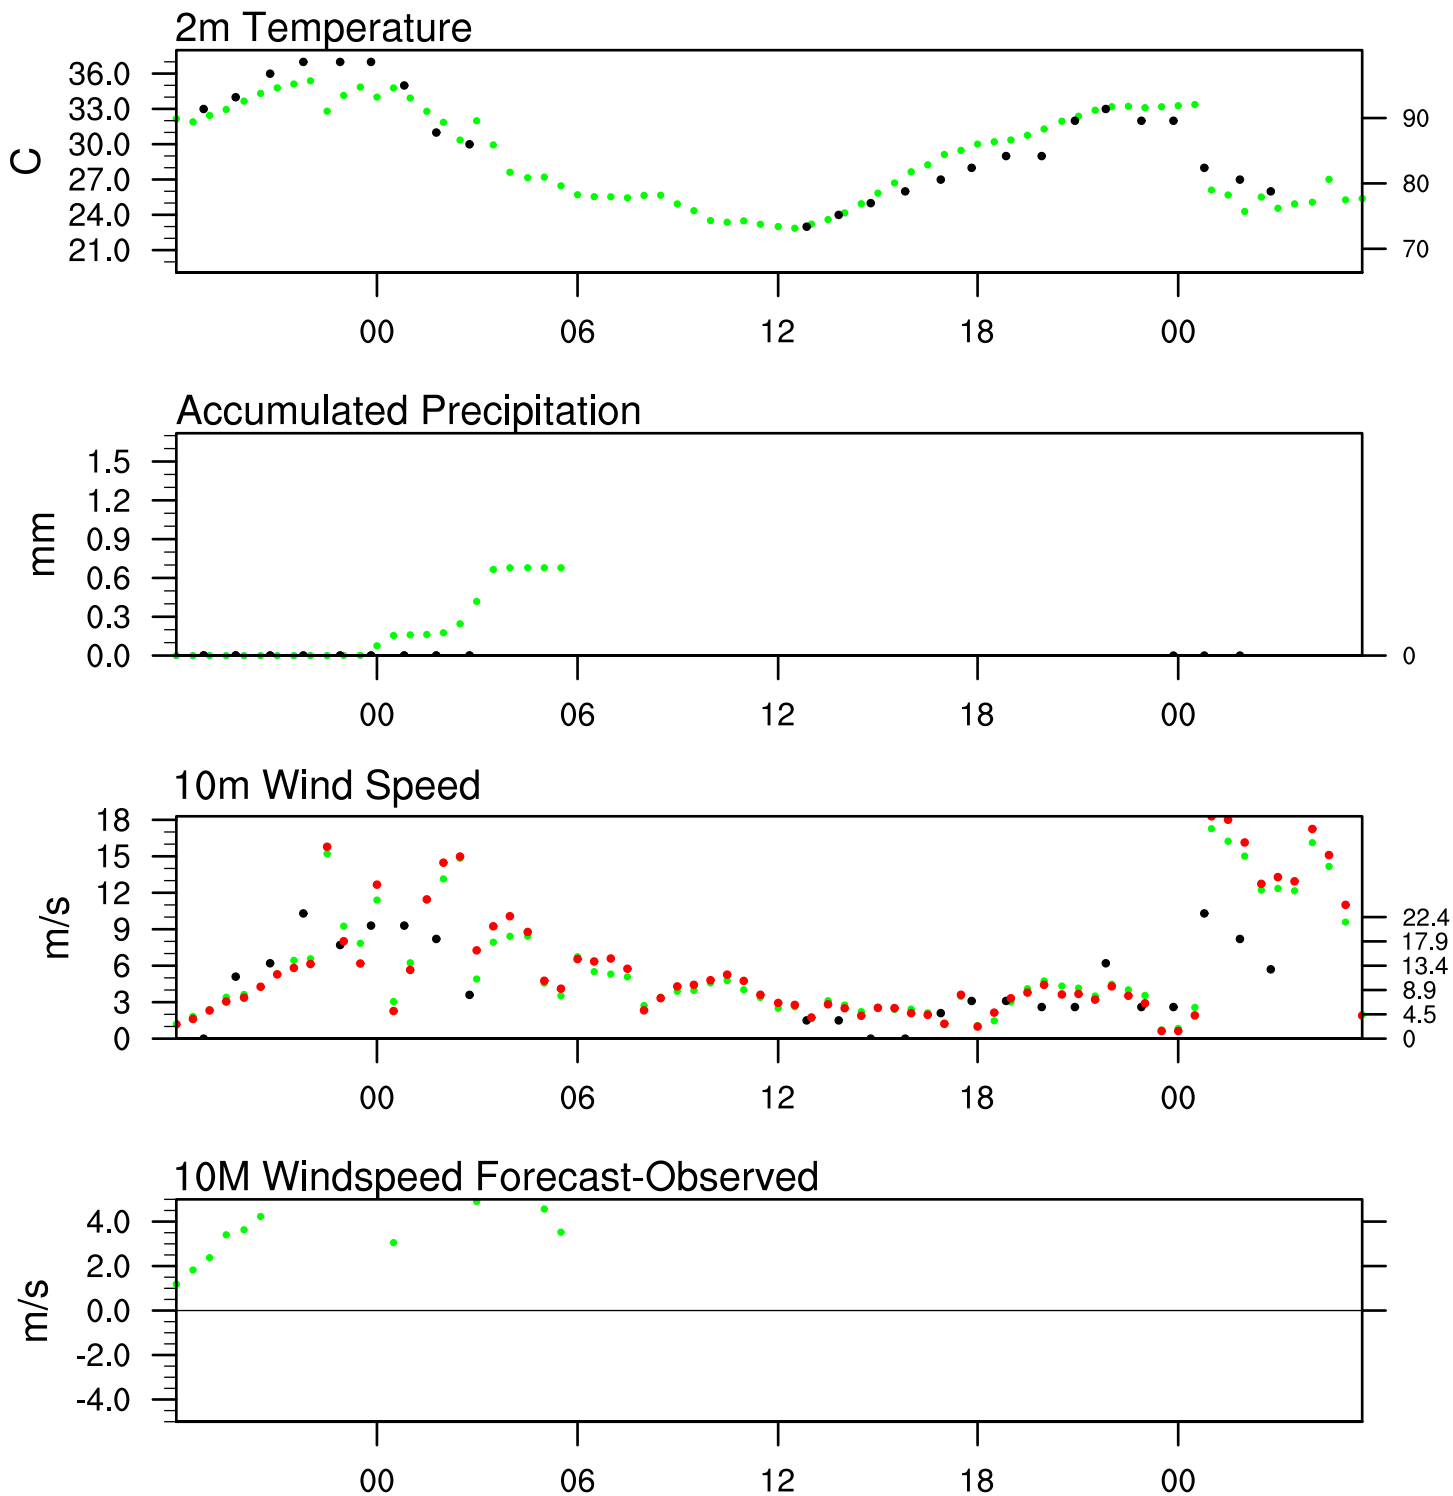 2m Temperature
36.0
33.0
30.0
27.0
24.0
21.0
C
90
80
70
00 06 12 18 00
Accumulated Precipitation
1.5
1.2
0.9
0.6
0.3
0.0
mm
0
00 06 12 18 00
10m Wind Speed
18
15
12
9
6
3
0
m/s
22.4
17.9
13.4
8.9
4.5
0
00 06 12 18 00
10M Windspeed Forecast-Observed
4.0
2.0
0.0
-2.0
-4.0
m/s
00 06 12 18 00